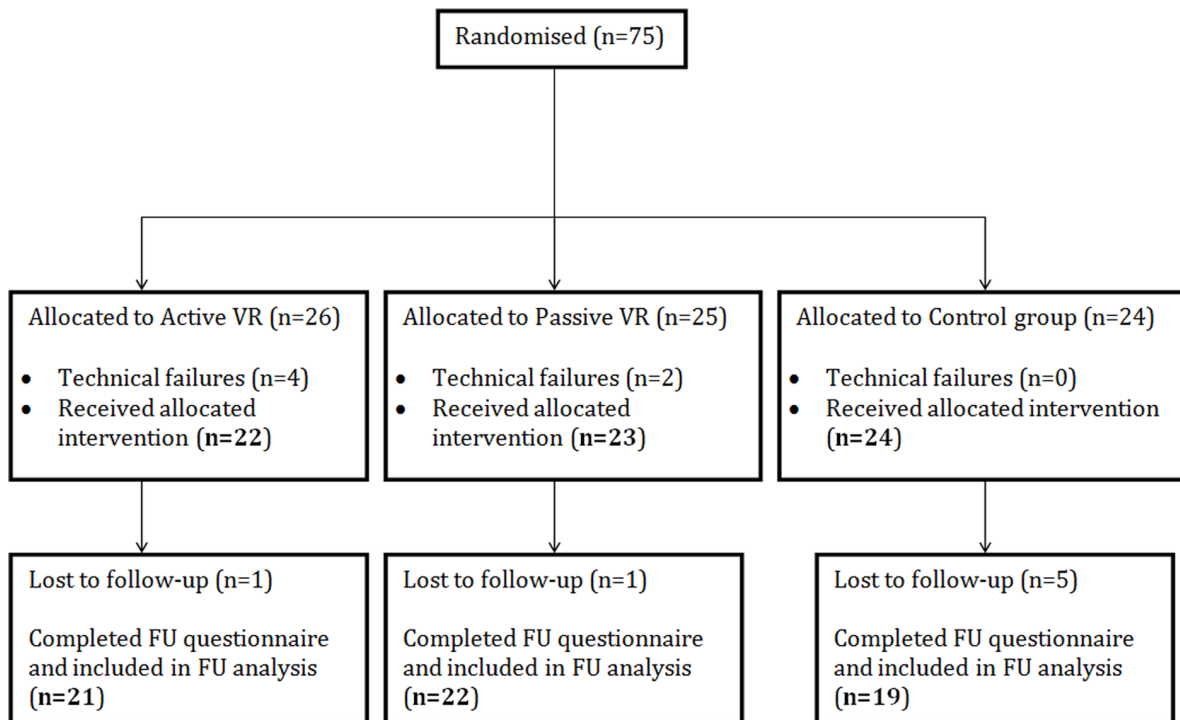 Randomised (n=75)
Allocated to Active VR (n=26)
• Technical failures (n=4)
• Received allocated
intervention (n=22)
Allocated to Passive VR (n=25)
• Technical failures (n=2)
• Received allocated
intervention (n=23)
Allocated to Control group (n=24)
• Technical failures (n=0)
• Received allocated intervention
(n=24)
Lost to follow-up (n=1)
Completed FU questionnaire
and included in FU analysis
(n=21)
Lost to follow-up (n=1)
Completed FU questionnaire
and included in FU analysis
(n=22)
Lost to follow-up (n=5)
Completed FU questionnaire
and included in FU analysis
(n=19)